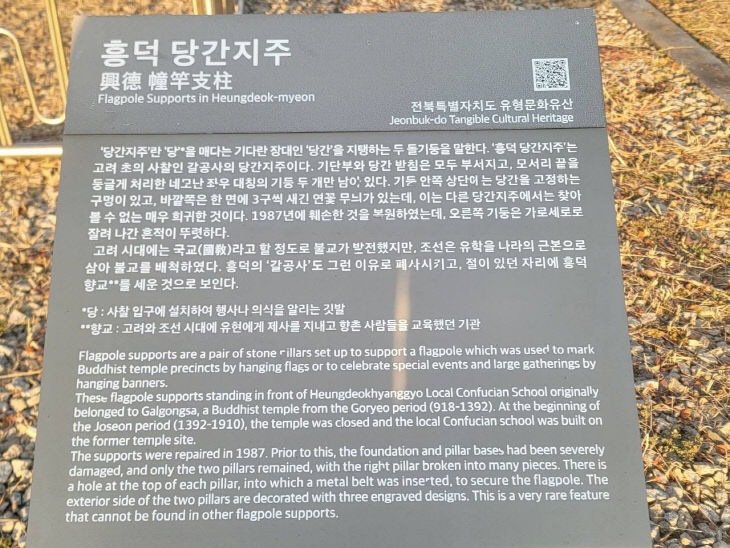 흥덕 당간지주
興德 幢竿支柱
Flagpole Supports in Heungdeok-myeon
전북특별자치도 유형문화유산
Jeonbuk-do Tangible Cultural Heritage
'당간지주'란 '당'*을 매다는 기다란 장대인 '당간'을 지탱하는 두 돌기둥을 말한다. '흥덕 당간지주'는
고려 초의 사찰인 갈공사의 당간지주이다. 기단부와 당간 받침은 모두 부서지고, 모서리 끝을
둥글게 처리한 네모난 좌우 대칭의 기둥 두 개만 남아 있다. 기둥 안쪽 상단에는 당간을 고정하는
구멍이 있고, 바깥쪽은 한 면에 3구씩 새긴 연꽃 무늬가 있는데, 이는 다른 당간지주에서는 찾아
볼 수 없는 매우 희귀한 것이다. 1987년에 훼손한 것을 복원하였는데, 오른쪽 기둥은 가로세로로
잘려 나간 흔적이 뚜렷하다.
고려 시대에는 국교(國敎)라고 할 정도로 불교가 발전했지만, 조선은 유학을 나라의 근본으로
삼아 불교를 배척하였다. 흥덕의 '갈공사'도 그런 이유로 폐사시키고, 절이 있던 자리에 흥덕
향교**를 세운 것으로 보인다.
*당 : 사찰 입구에 설치하여 행사나 의식을 알리는 깃발
**향교 : 고려와 조선 시대에 유현에게 제사를 지내고 향촌 사람들을 교육했던 기관
Flagpole supports are a pair of stone pillars set up to support a flagpole which was used to mark
Buddhist temple precincts by hanging flags or to celebrate special events and large gatherings by
hanging banners.
These flagpole supports standing in front of Heungdeokhyanggyo Local Confucian School originally
belonged to Galgongsa, a Buddhist temple from the Goryeo period (918-1392). At the beginning of
the Joseon period (1392-1910), the temple was closed and the local Confucian school was built on
the former temple site.
The supports were repaired in 1987. Prior to this, the foundation and pillar bases had been severely
damaged, and only the two pillars remained, with the right pillar broken into many pieces. There is
a hole at the top of each pillar, into which a metal belt was inserted, to secure the flagpole. The
exterior side of the two pillars are decorated with three engraved designs. This is a very rare feature
that cannot be found in other flagpole supports.